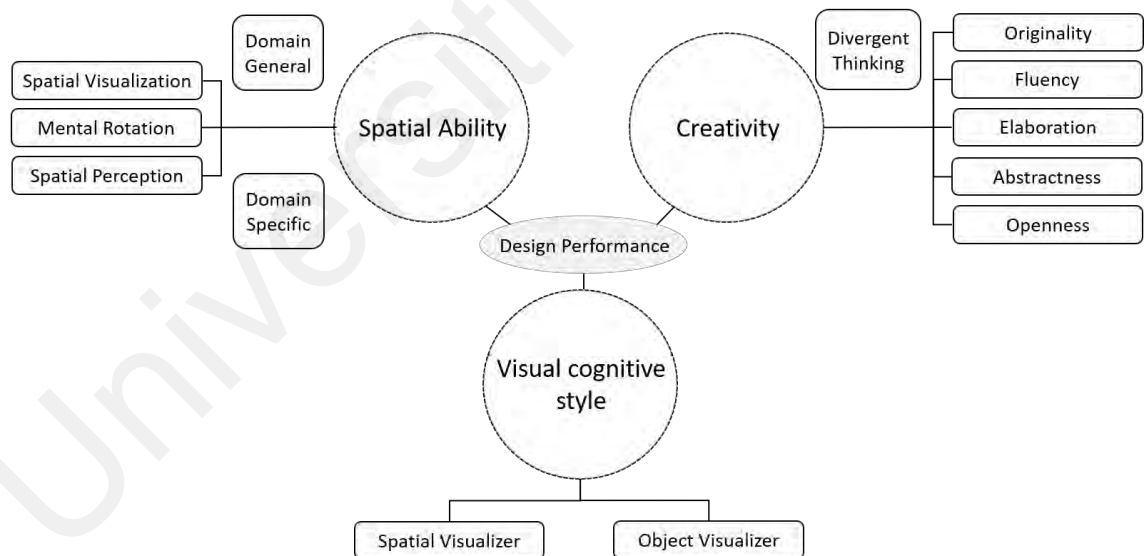 Domain
General
Spatial Visualization
Mental Rotation
Spatial Perception
Domain
Specific
Spatial Ability
Creativity
Divergent
Thinking
Originality
Fluency
Elaboration
Abstractness
Openness
Design Performance
Visual cognitive
style
Spatial Visualizer
Object Visualizer
Universiti